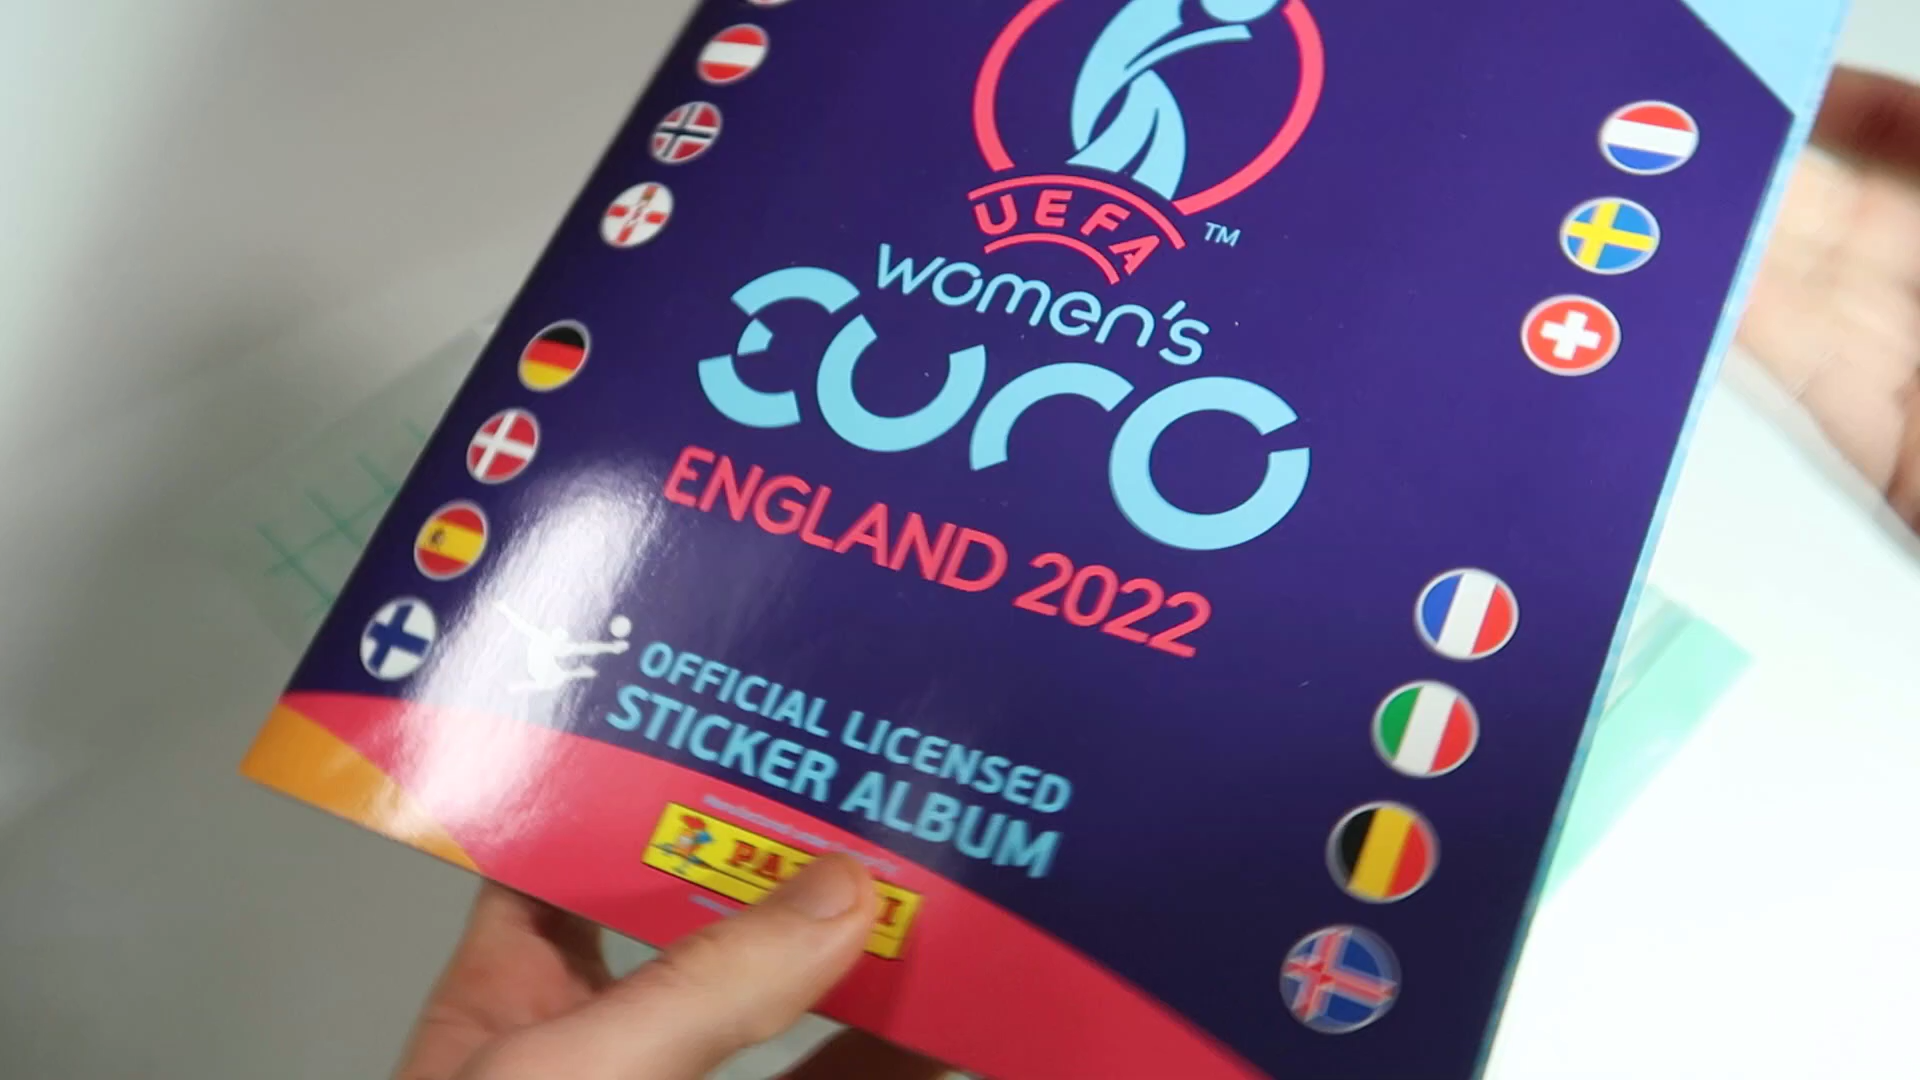 UEFA
TM
women's
EURO
ENGLAND 2022
OFFICIAL LICENSED
STICKER ALBUM